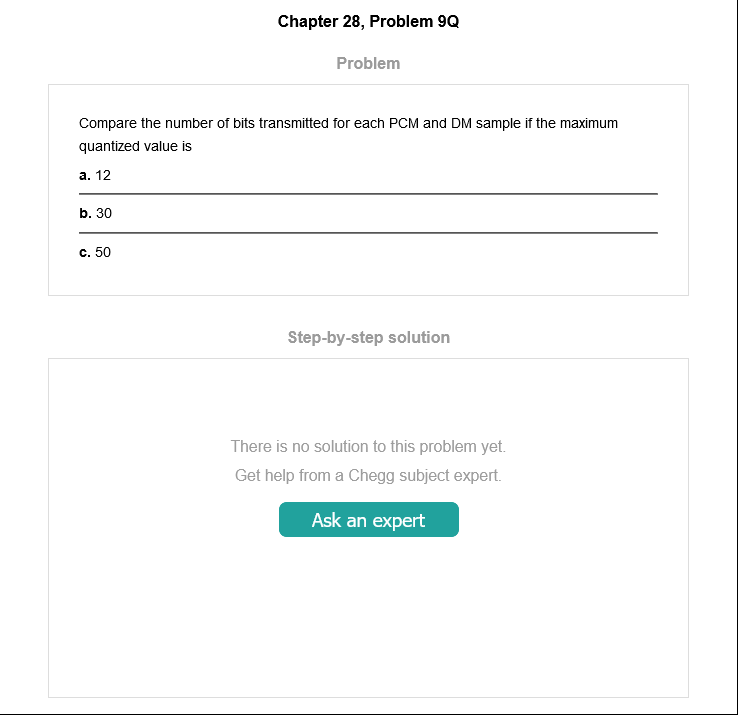 Chapter 28, Problem 9Q
Problem
Compare the number of bits transmitted for each PCM and DM sample if the maximum
quantized value is
a. 12
b. 30
c. 50
Step-by-step solution
There is no solution to this problem yet.
Get help from a Chegg subject expert.
Ask an expert